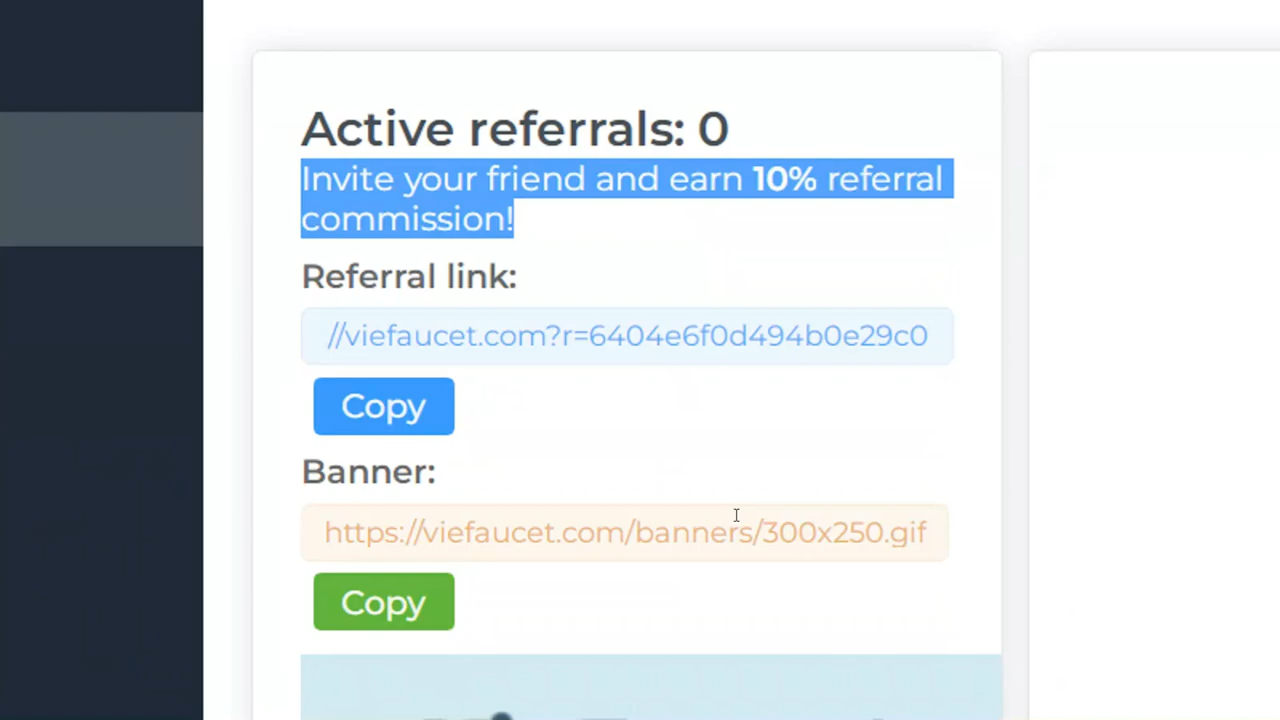 Active referrals: 0
Invite your friend and earn 10% referral
commission!
Referral link:
//viefaucet.com?r=6404e6f0d494b0e29c0
Copy
Banner:
https://viefaucet.com/banners/300x250.gif
Copy